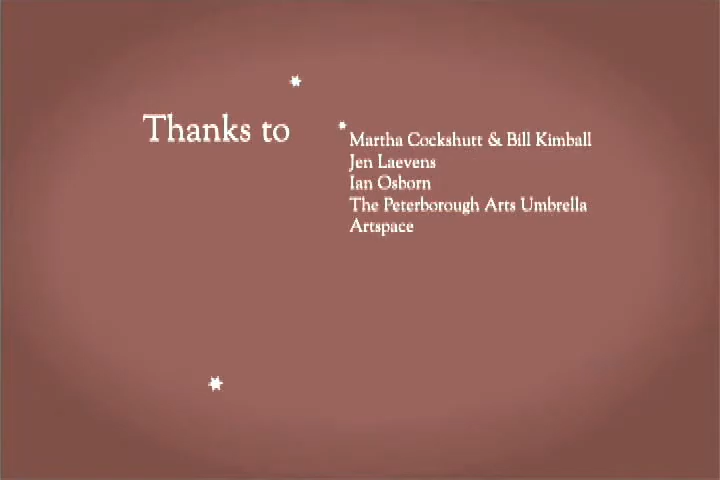 Thanks to
Martha Cockshutt & Bill Kimball
Jen Laevens
Ian Osborn
The Peterborough Arts Umbrella
Artspace